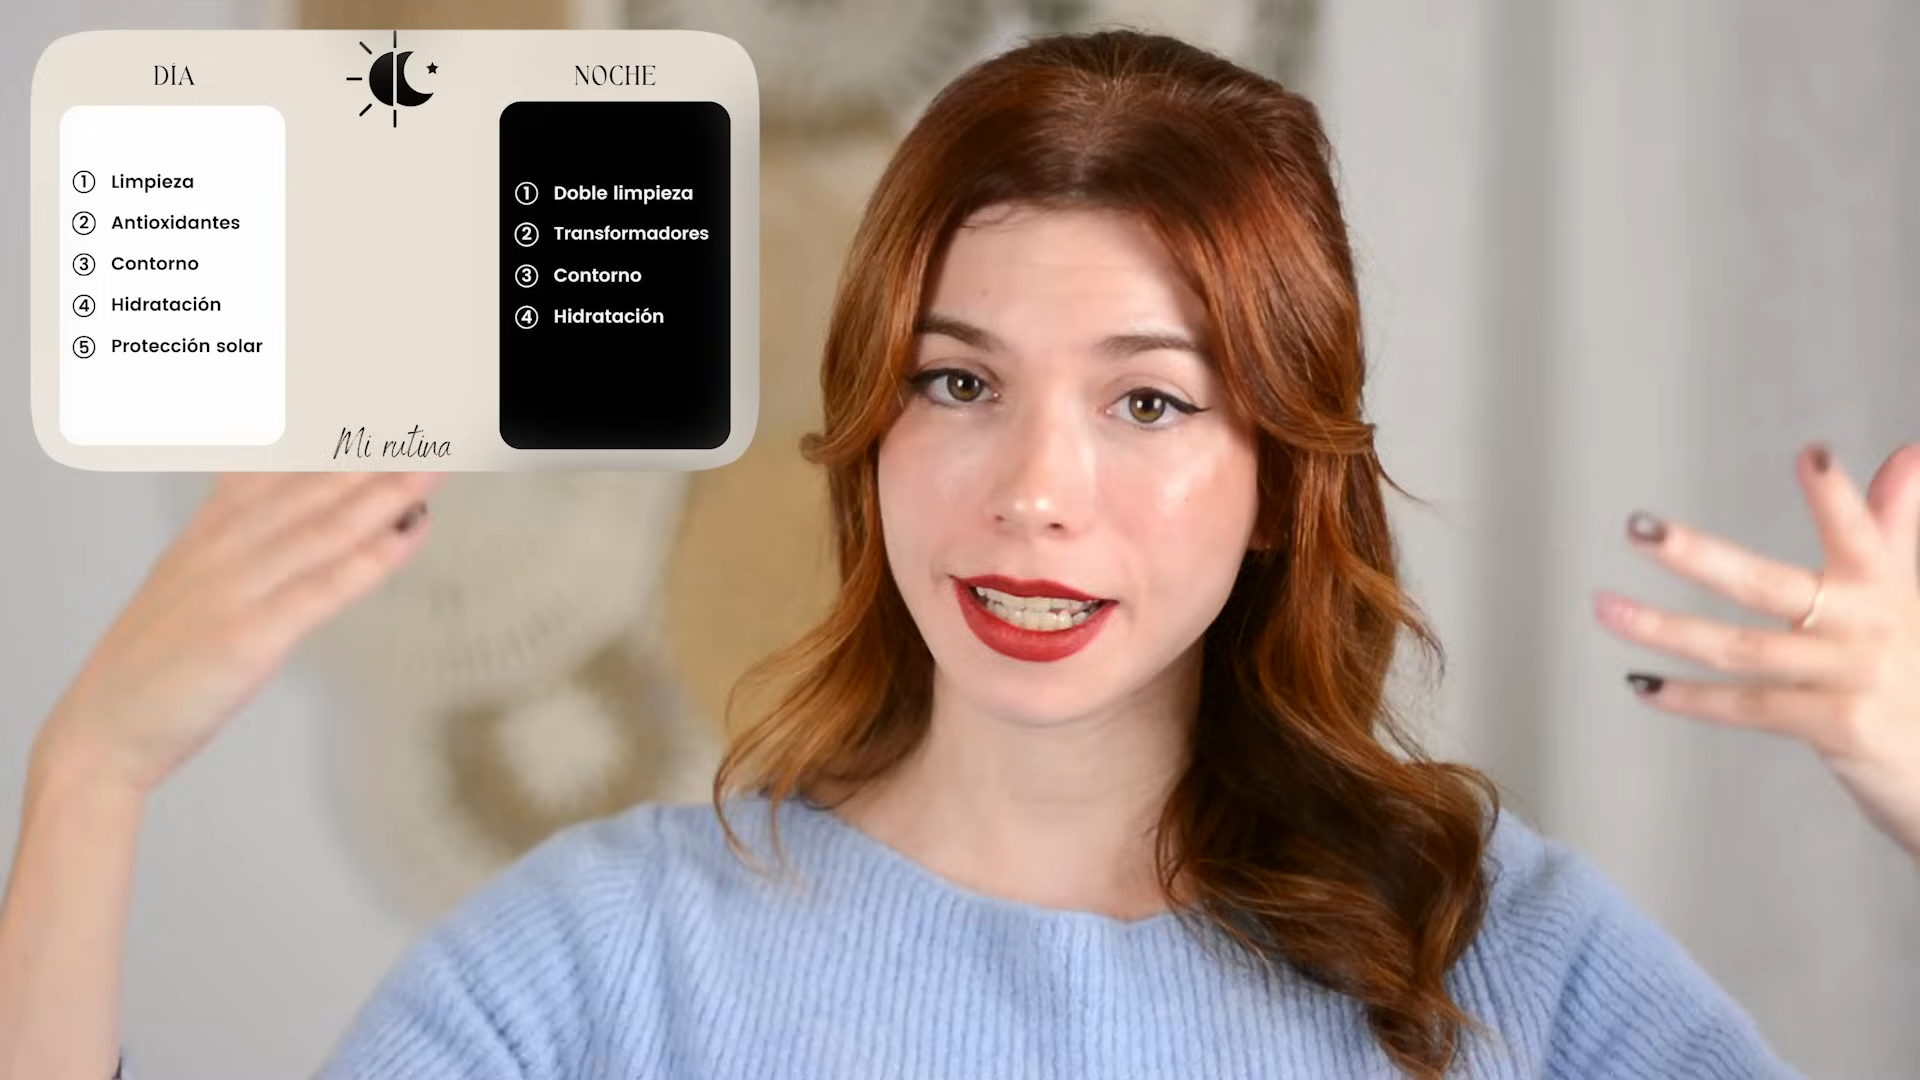 DÍA
① Limpieza
② Antioxidantes
③ Contorno
④ Hidratación
⑤ Protección solar
NOCHE
① Doble limpieza
② Transformadores
③ Contorno
④ Hidratación
Mi rutina